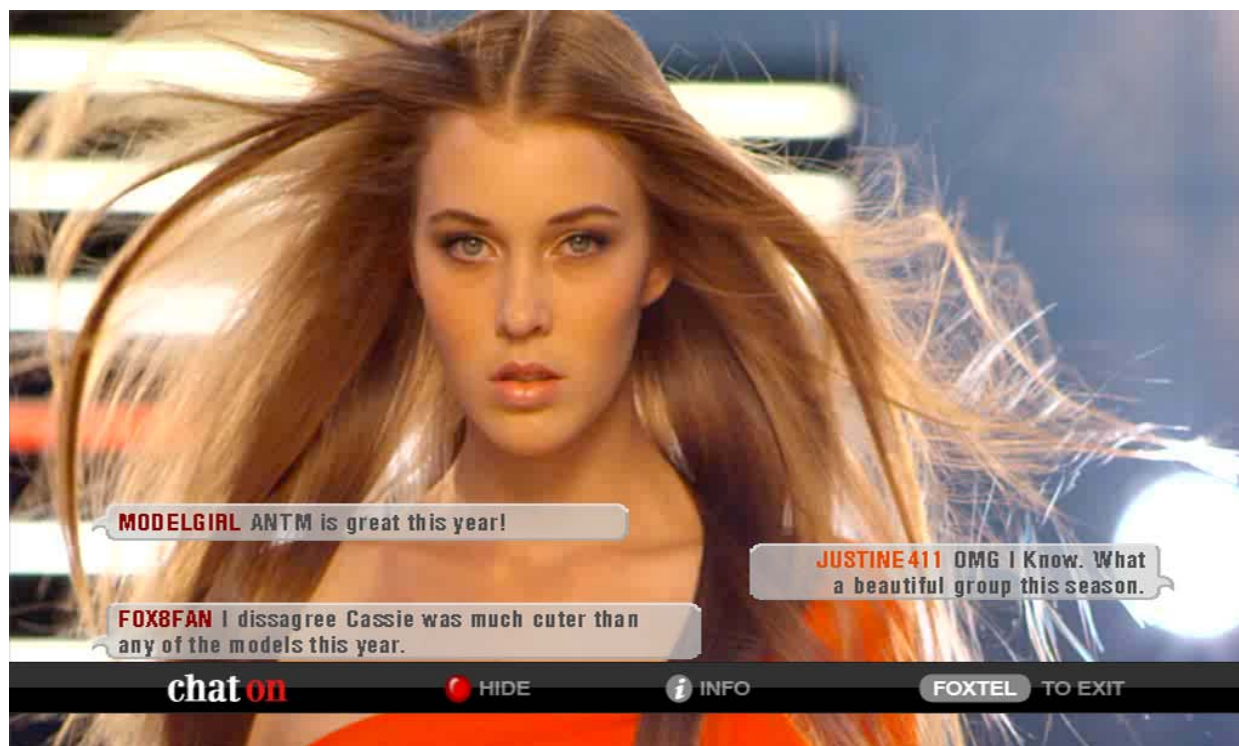 MODELGIRL ANTM is great this year!
JUSTINE411 OMG I Know. What
a beautiful group this season.
FOX8FAN I dissagree Cassie was much cuter than
any of the models this year.
chat on HIDE i INFO FOXTEL TO EXIT